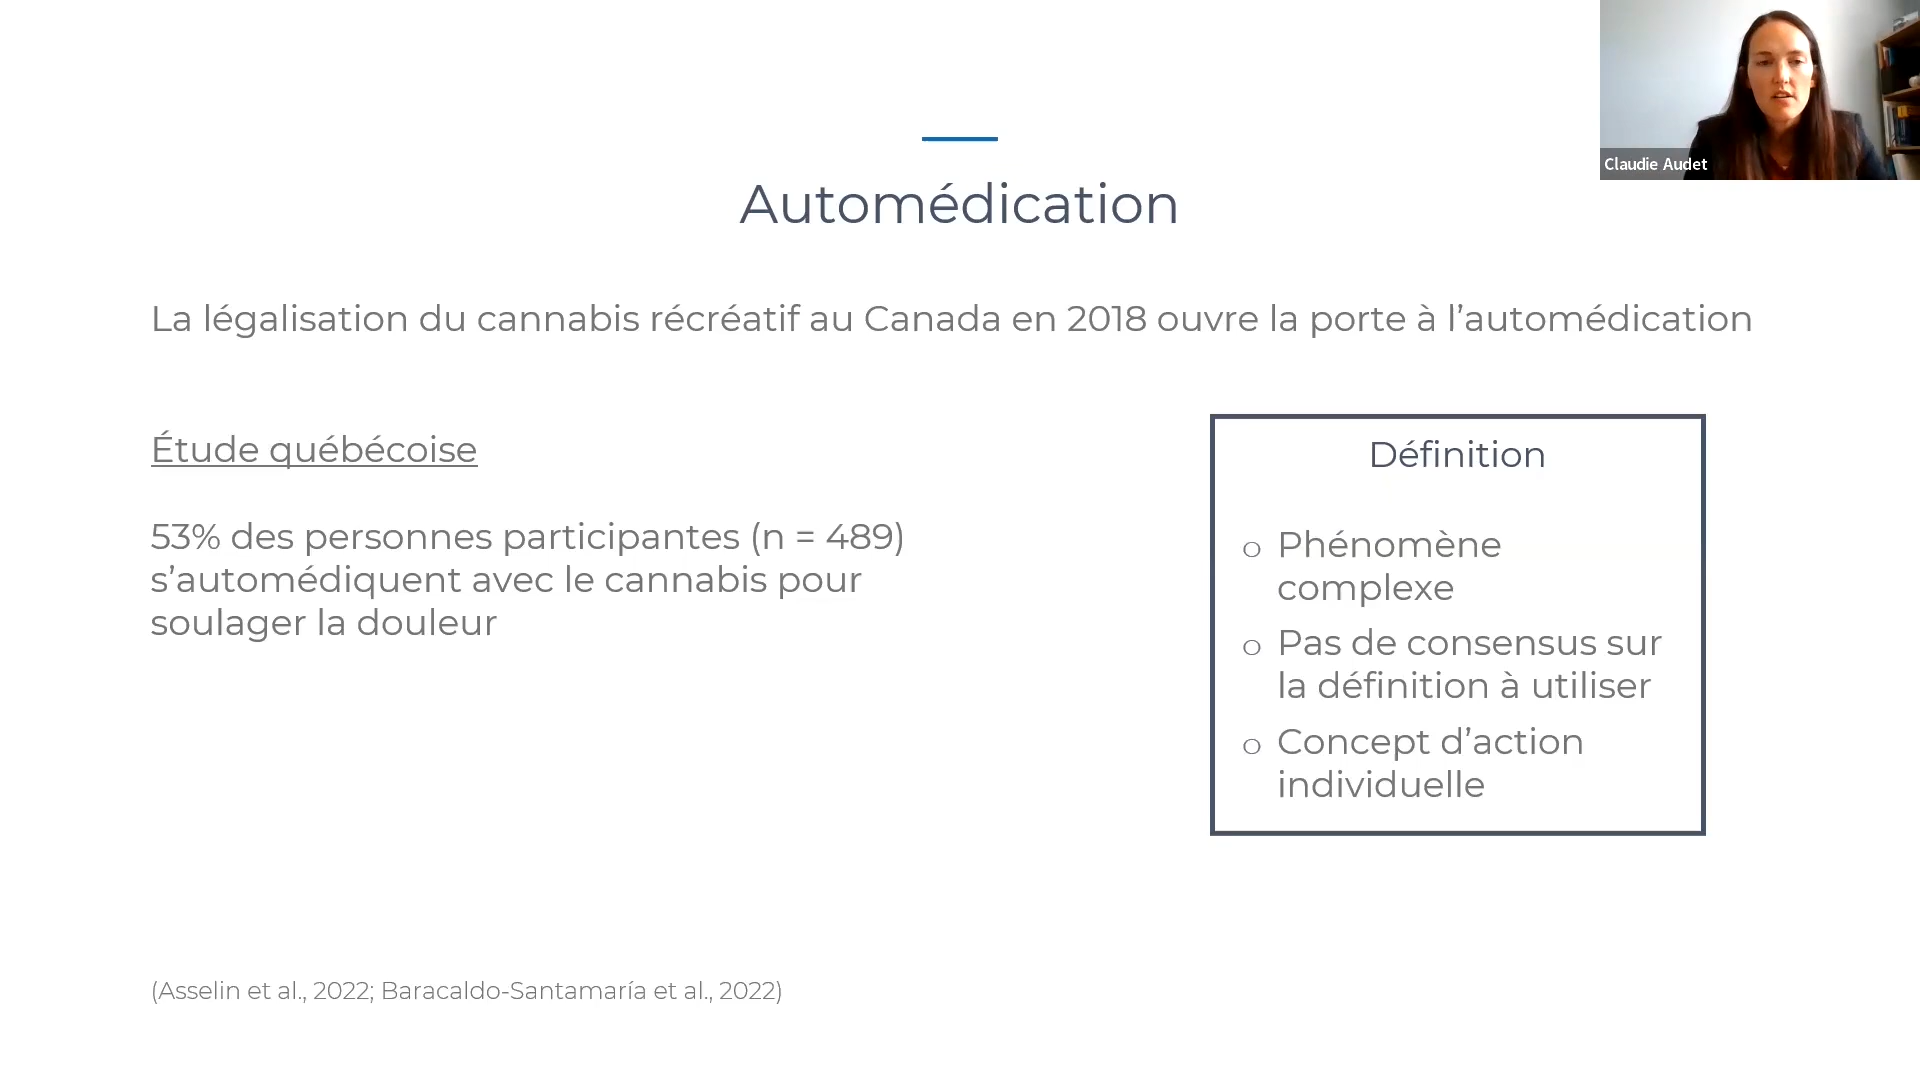 Claudie Audet
Automédication
La légalisation du cannabis récréatif au Canada en 2018 ouvre la porte à l’automédication
Étude québécoise
53% des personnes participantes (n = 489)
s’automédiquent avec le cannabis pour
soulager la douleur
Définition
o Phénomène
complexe
o Pas de consensus sur
la définition à utiliser
o Concept d’action
individuelle
(Asselin et al., 2022; Baracaldo-Santamaría et al., 2022)